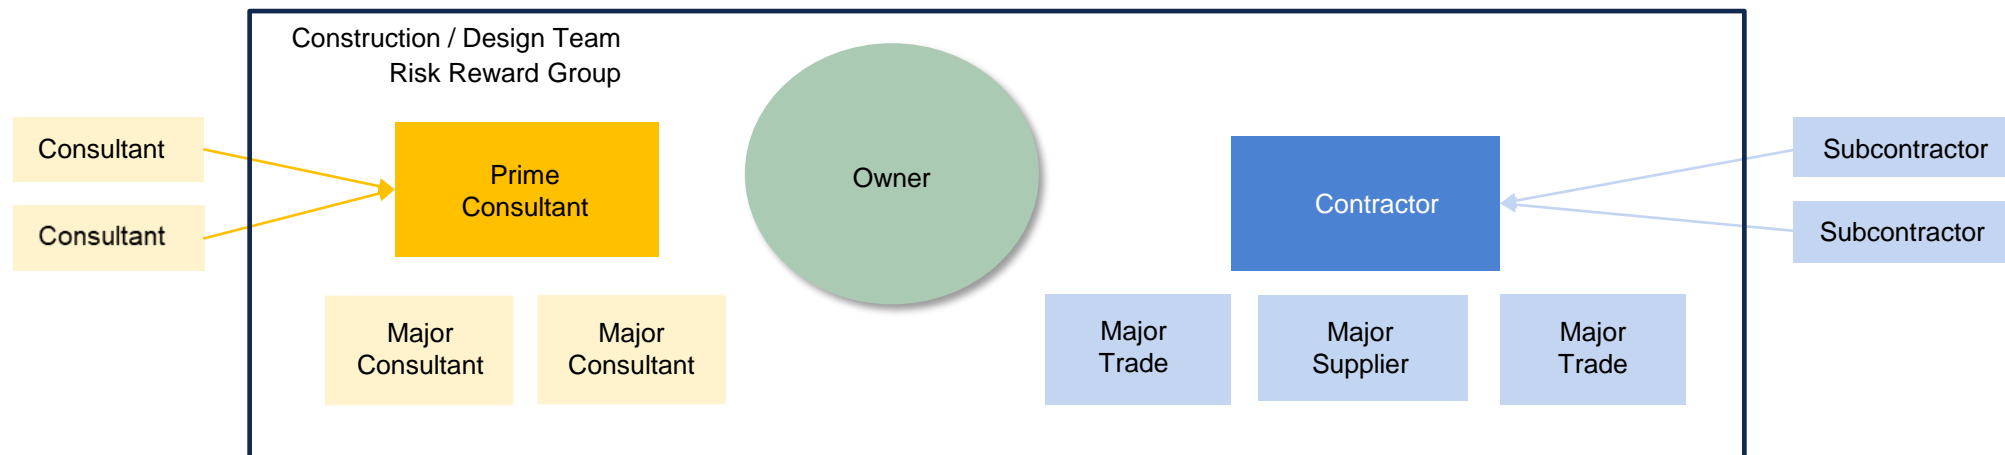 Construction / Design Team
Risk Reward Group
Consultant
Consultant
Prime
Consultant
Owner
Contractor
Subcontractor
Subcontractor
Major
Consultant
Major
Consultant
Major
Trade
Major
Supplier
Major
Trade